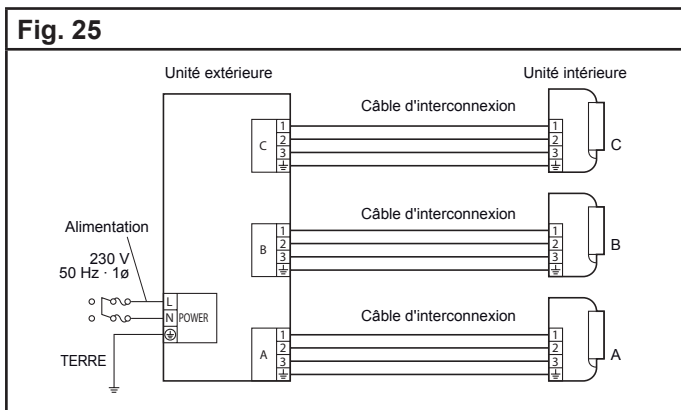 Fig. 25
Unité extérieure
Unité intérieure
Câble d'interconnexion
C
1
2
3
1
2
3
C
Câble d'interconnexion
B
1
2
3
1
2
3
B
Alimentation
230 V
50 Hz · 1ø
L
N
POWER
TERRE
Câble d'interconnexion
A
1
2
3
1
2
3
A